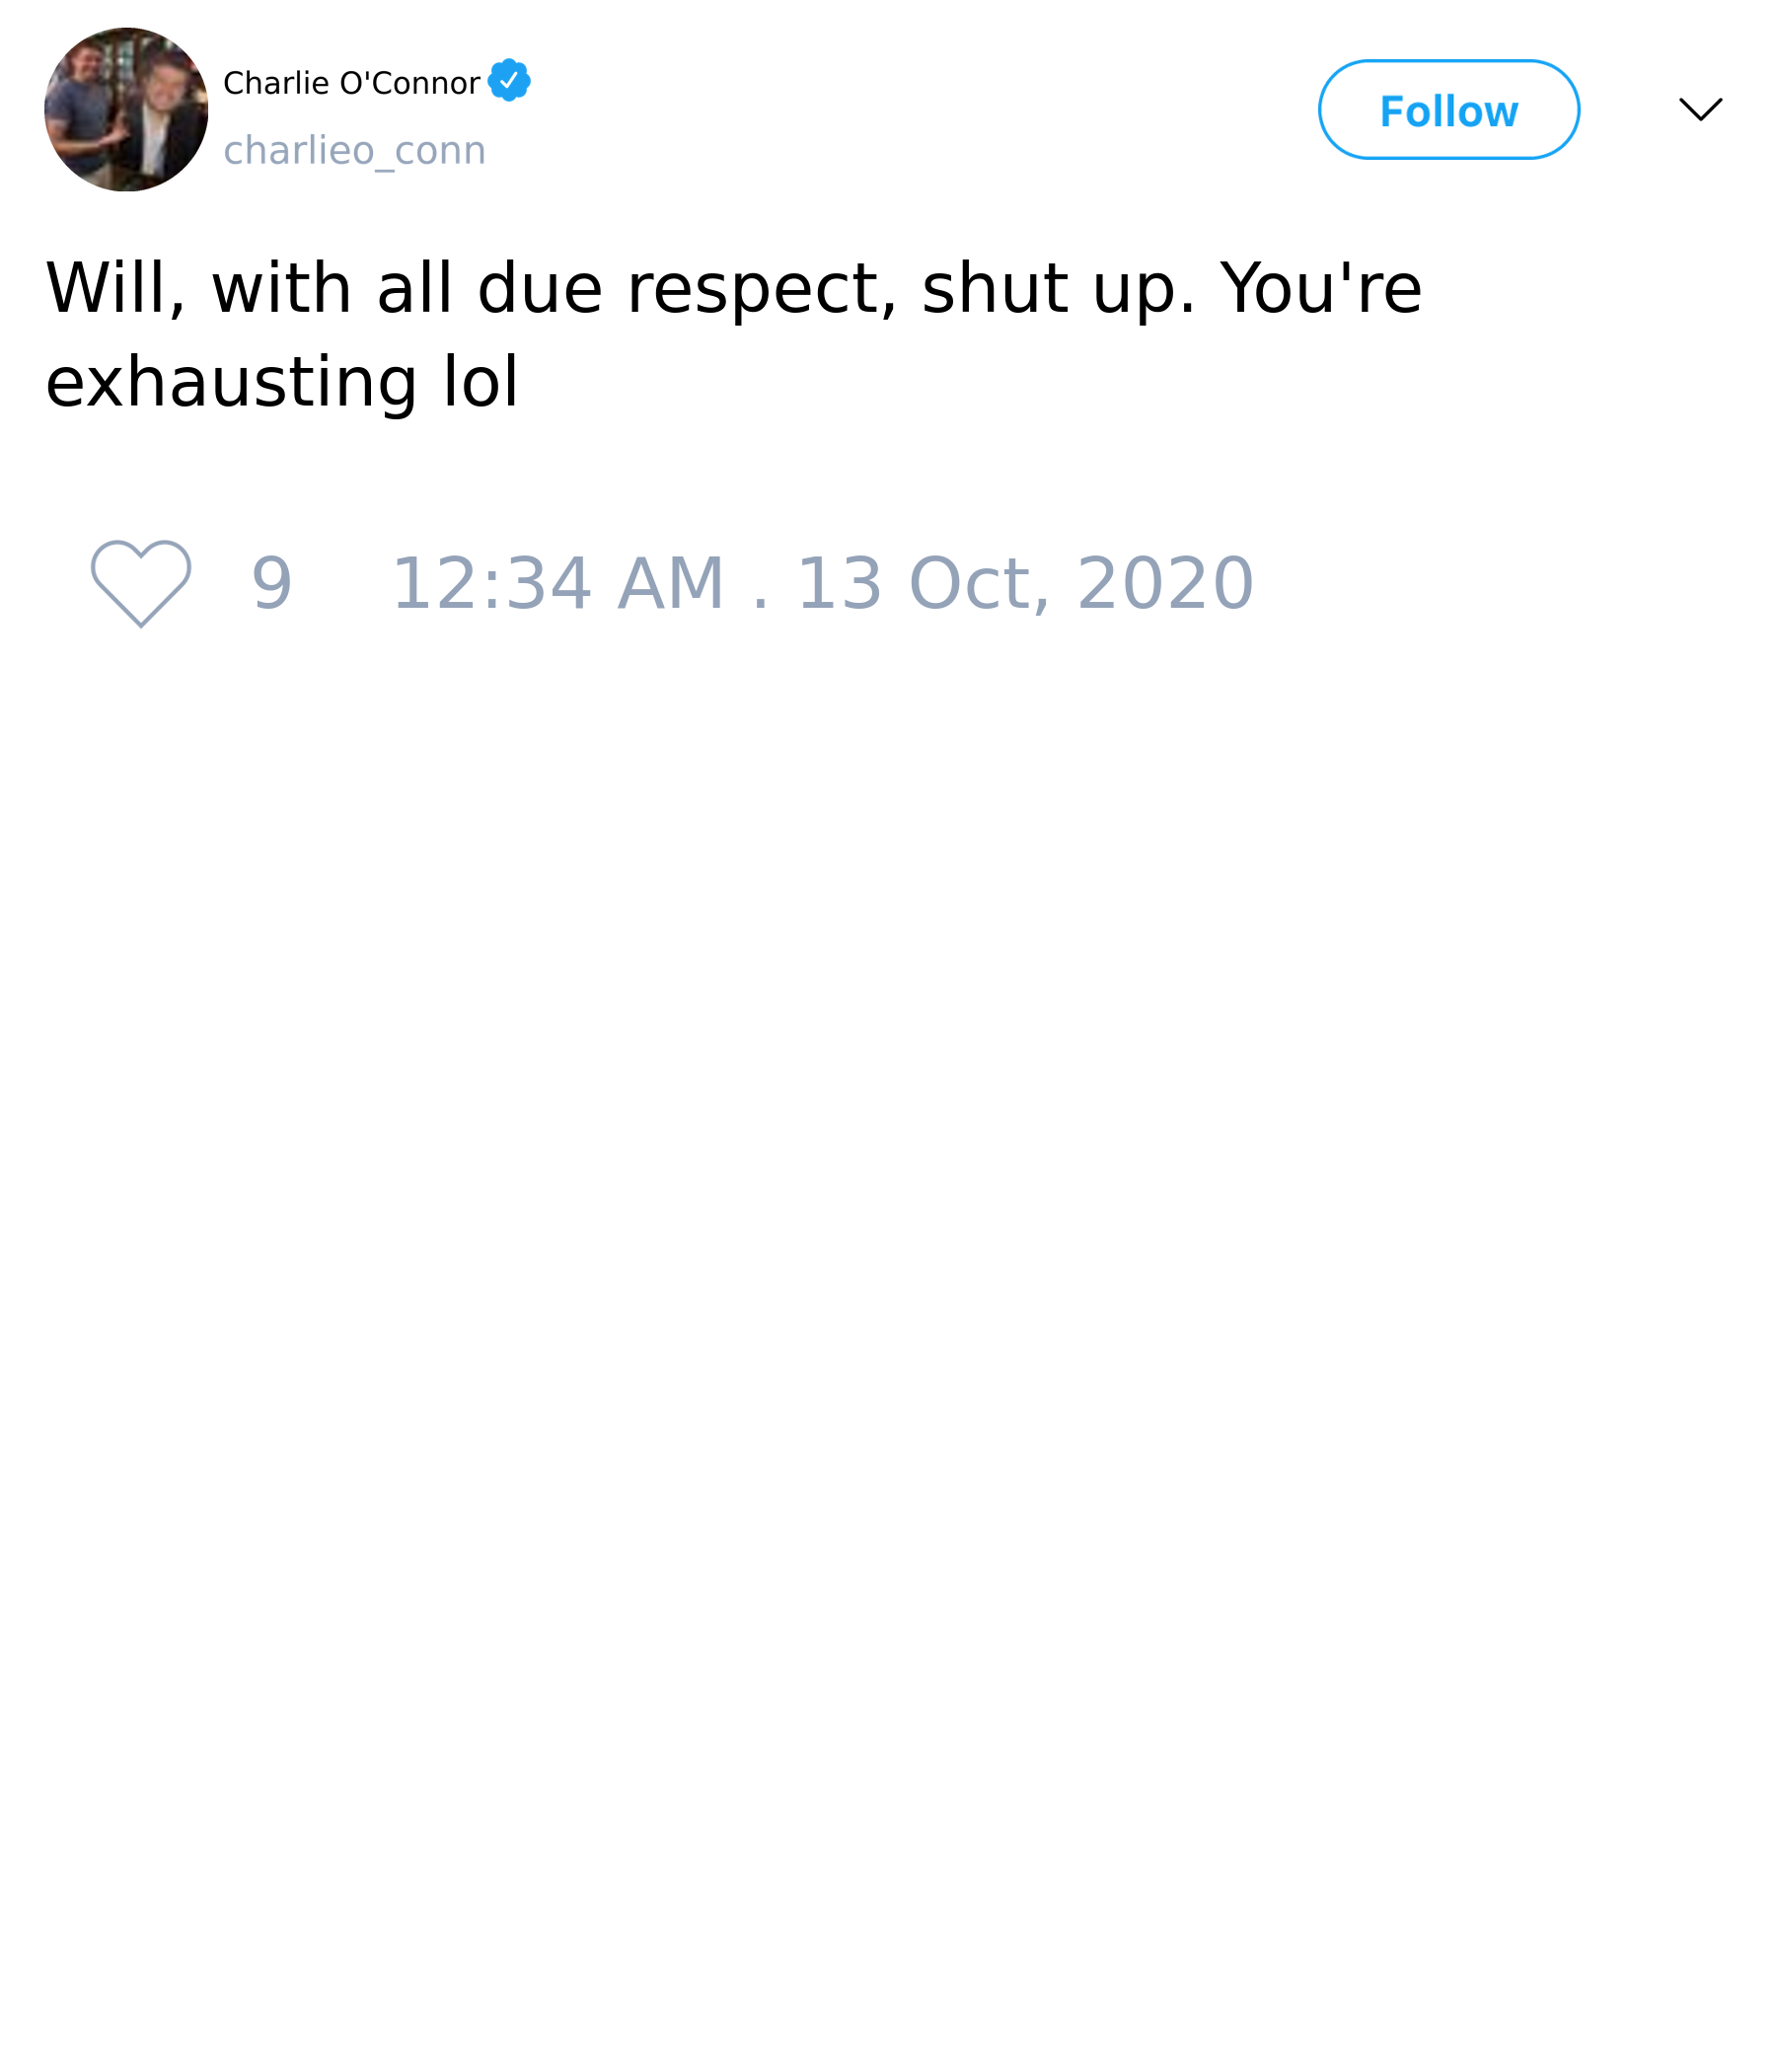 Charlie O'Connor
charlieo_conn
Follow
Will, with all due respect, shut up. You're
exhausting lol
9 12:34 AM . 13 Oct, 2020